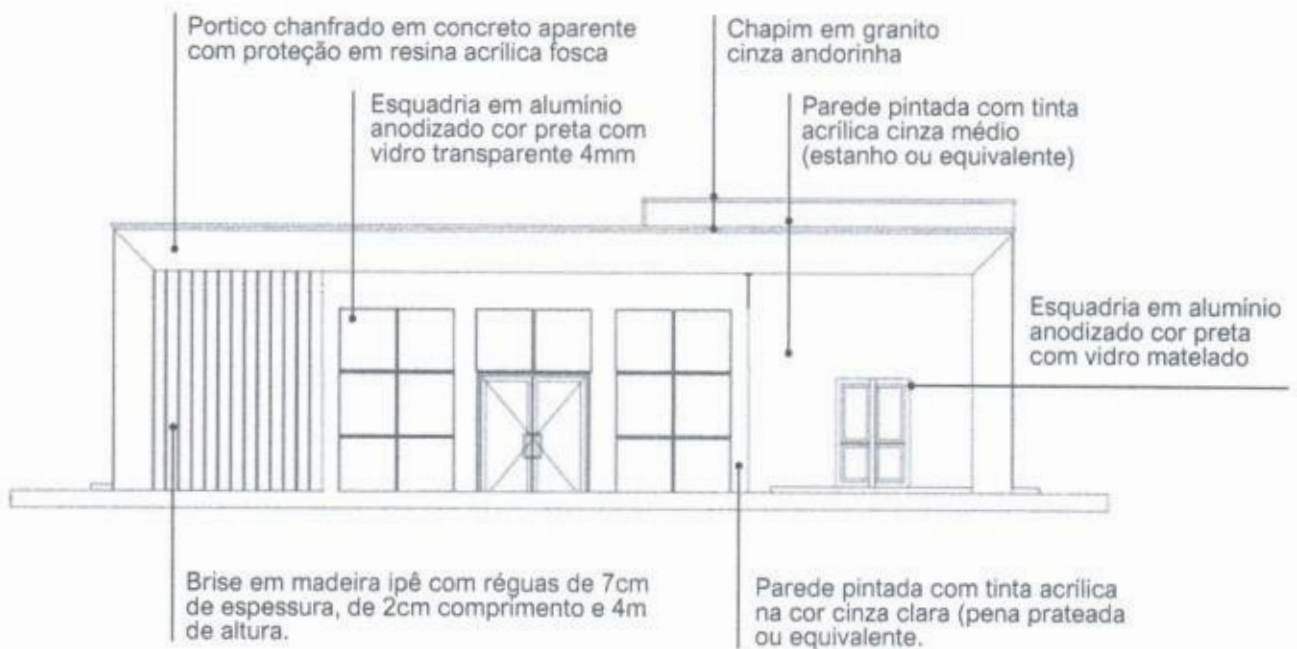 Portico chanfrado em concreto aparente
com proteção em resina acrílica fosca
Chapim em granito
cinza andorinha
Esquadria em alumínio
anodizado cor preta com
vidro transparente 4mm
Parede pintada com tinta
acrílica cinza médio
(estanho ou equivalente)
Esquadria em alumínio
anodizado cor preta
com vidro matelado
Brise em madeira ipê com réguas de 7cm
de espessura, de 2cm comprimento e 4m
de altura.
Parede pintada com tinta acrílica
na cor cinza clara (pena prateada
ou equivalente.